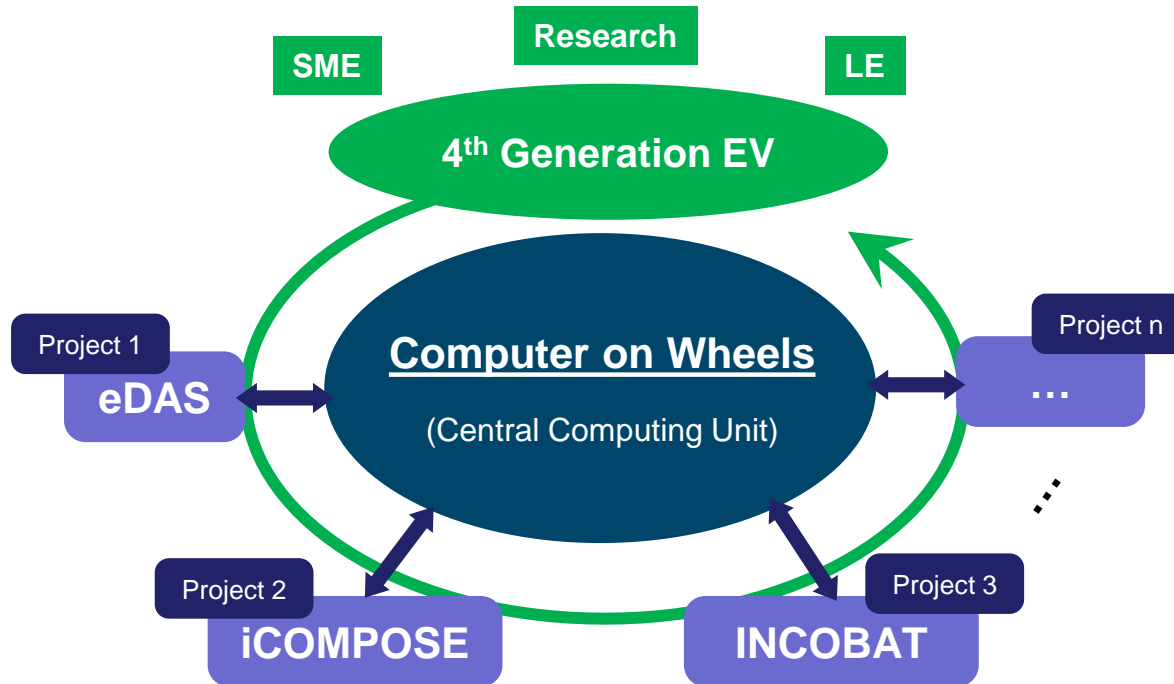 Research
SME
LE
4th Generation EV
Computer on Wheels
(Central Computing Unit)
Project 1
eDAS
Project n
...
Project 2
iCOMPOSE
Project 3
INCOBAT